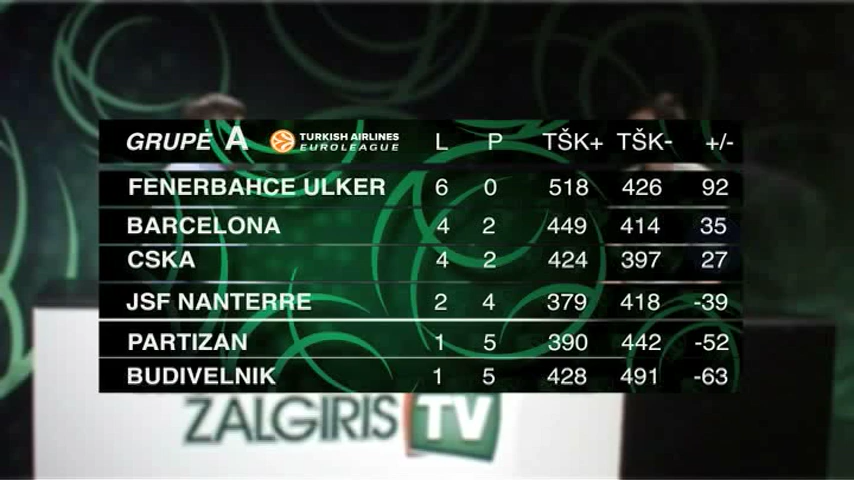 GRUPĖ A TURKISH AIRLINES EUROLEAGUE L P TŠK+ TŠK- +/-
FENERBAHCE ULKER 6 0 518 426 92
BARCELONA 4 2 449 414 35
CSKA 4 2 424 397 27
JSF NANTERRE 2 4 379 418 -39
PARTIZAN 1 5 390 442 -52
BUDIVELNIK 1 5 428 491 -63
ŽALGIRIS TV